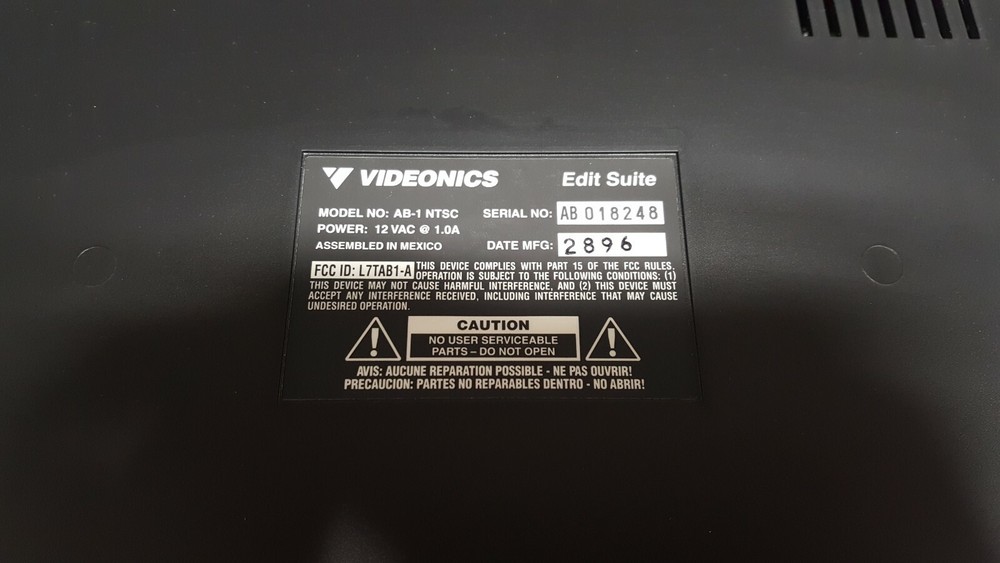 VIDEONICS Edit Suite
MODEL NO: AB-1 NTSC SERIAL NO: AB 018248
POWER: 12 VAC @ 1.0A
ASSEMBLED IN MEXICO DATE MFG: 2896
FCC ID: L7TAB1-A THIS DEVICE COMPLIES WITH PART 15 OF THE FCC RULES.
OPERATION IS SUBJECT TO THE FOLLOWING CONDITIONS: (1)
THIS DEVICE MAY NOT CAUSE HARMFUL INTERFERENCE, AND (2) THIS DEVICE MUST
ACCEPT ANY INTERFERENCE RECEIVED, INCLUDING INTERFERENCE THAT MAY CAUSE
UNDESIRED OPERATION.
CAUTION
NO USER SERVICEABLE
PARTS – DO NOT OPEN
AVIS: AUCUNE REPARATION POSSIBLE - NE PAS OUVRIR!
PRECAUCION: PARTES NO REPARABLES DENTRO - NO ABRIR!